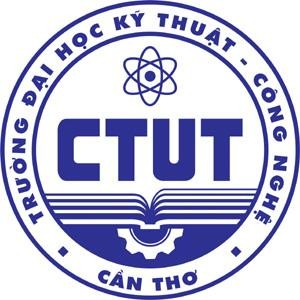 TRƯỜNG ĐẠI HỌC KỸ THUẬT - CÔNG NGHỆ
CTUT
CẦN THƠ